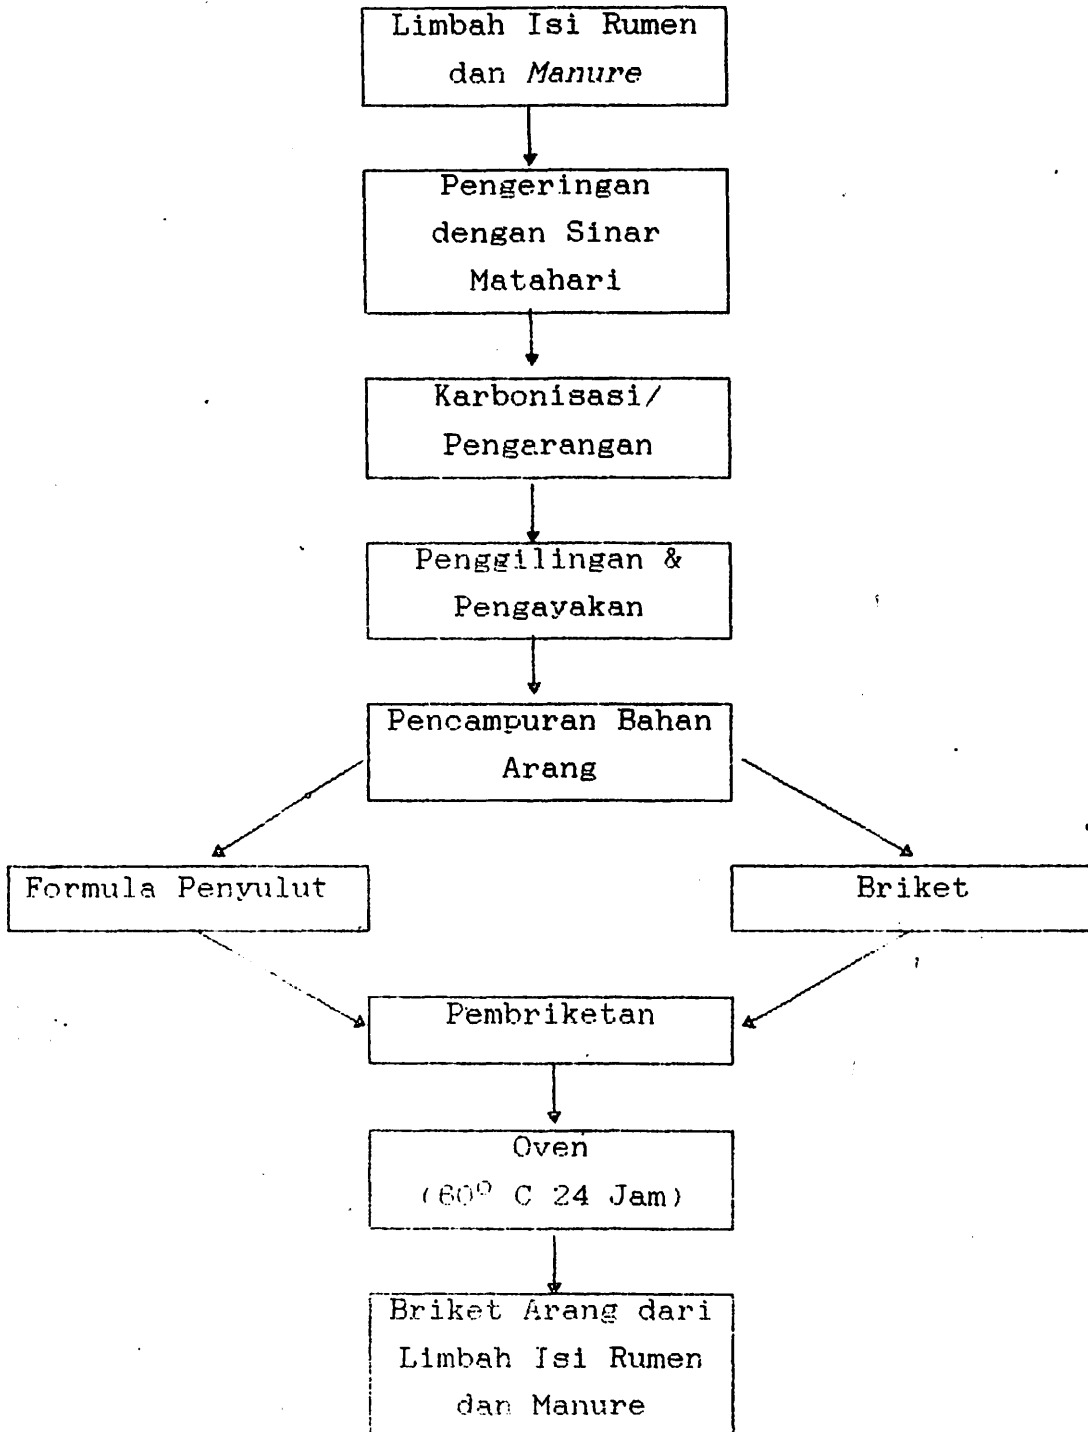 Limbah Isi Rumen
dan Manure
Pengeringan
dengan Sinar
Matahari
Karbonisasi/
Pengarangan
Penggilingan &
Pengayakan
Pencampuran Bahan
Arang
Formula Penyulut
Briket
Pembriketan
Oven
(60° C 24 Jam)
Briket Arang dari
Limbah Isi Rumen
dan Manure